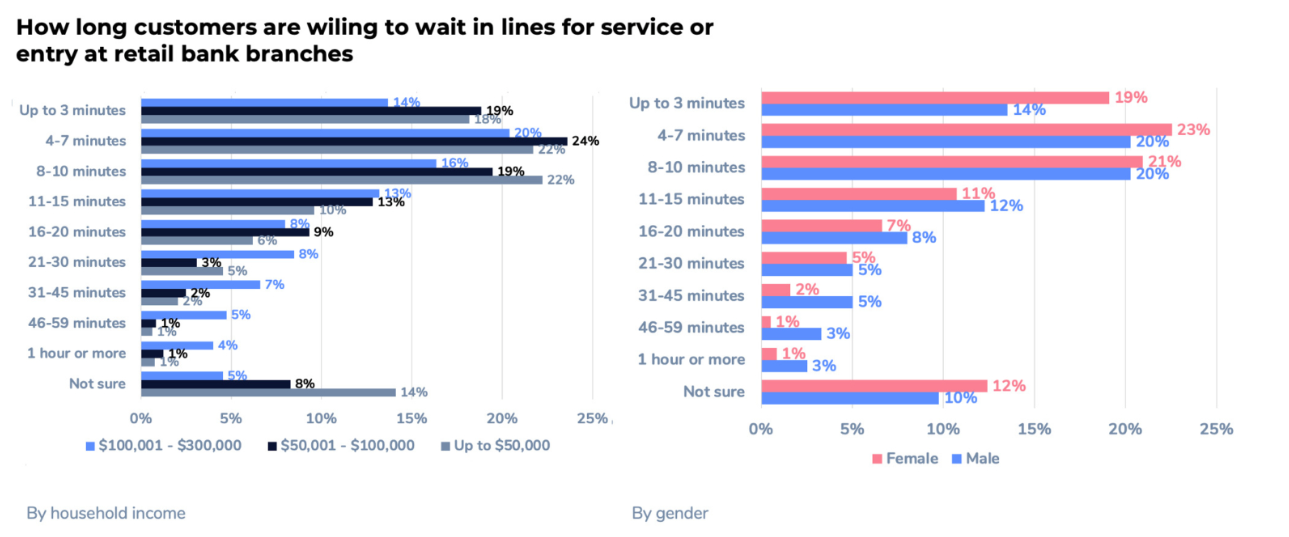 How long customers are wiling to wait in lines for service or
entry at retail bank branches
Up to 3 minutes 14% 19% 18%
4-7 minutes 20% 24% 22%
8-10 minutes 16% 19% 22%
11-15 minutes 13% 13% 10%
16-20 minutes 8% 9% 6%
21-30 minutes 8% 3% 5%
31-45 minutes 7% 2% 2%
46-59 minutes 5% 1% 1%
1 hour or more 4% 1% 1%
Not sure 5% 8% 14%
0% 5% 10% 15% 20% 25%
$100,001 - $300,000 $50,001 - $100,000 Up to $50,000
By household income
Up to 3 minutes 19% 14%
4-7 minutes 23% 20%
8-10 minutes 21% 20%
11-15 minutes 11% 12%
16-20 minutes 7% 8%
21-30 minutes 5% 5%
31-45 minutes 2% 5%
46-59 minutes 1% 3%
1 hour or more 1% 3%
Not sure 12% 10%
0% 5% 10% 15% 20% 25%
Female Male
By gender